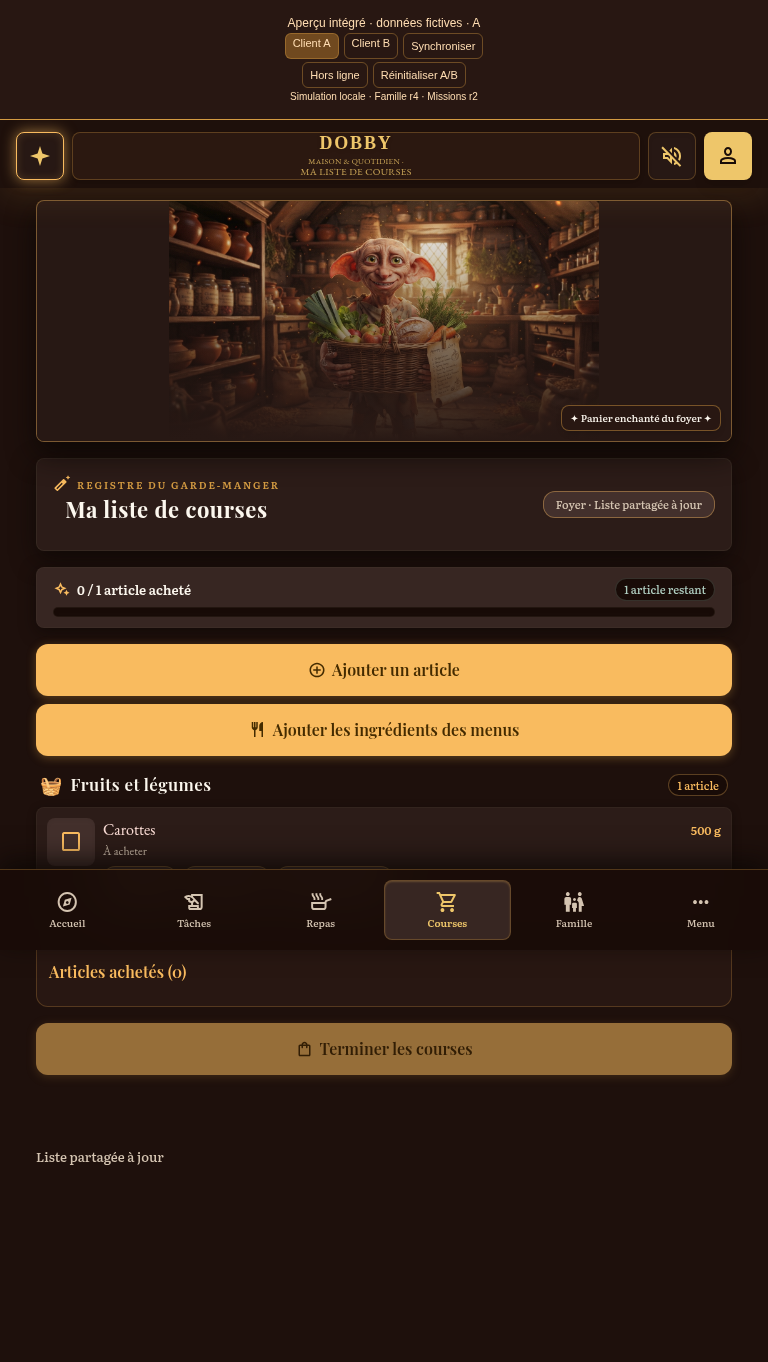 Aperçu intégré · données fictives · A
Client A
Client B
Synchroniser
Hors ligne
Réinitialiser A/B
Simulation locale · Famille r4 · Missions r2
DOBBY
MAISON & QUOTIDIEN ·
MA LISTE DE COURSES
✦ Panier enchanté du foyer ✦
REGISTRE DU GARDE-MANGER
Ma liste de courses
Foyer · Liste partagée à jour
0 / 1 article acheté
1 article restant
Ajouter un article
Ajouter les ingrédients des menus
Fruits et légumes
1 article
Carottes
500 g
À acheter
Accueil
Tâches
Repas
Courses
Famille
Menu
Articles achetés (0)
Terminer les courses
Liste partagée à jour